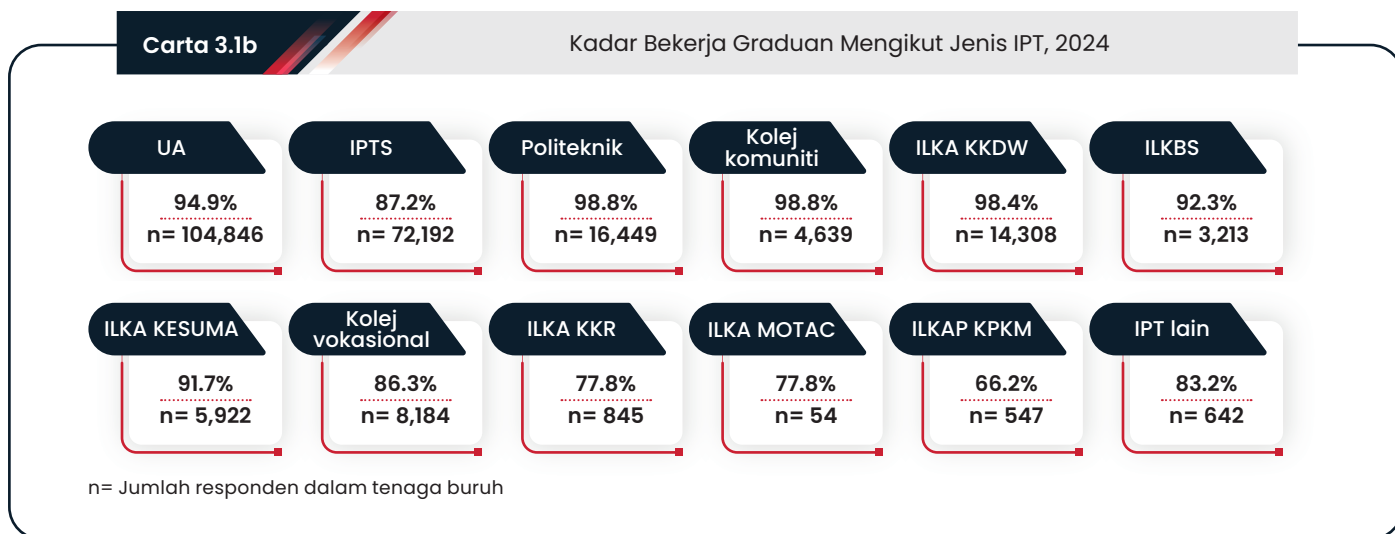 Carta 3.1b
Kadar Bekerja Graduan Mengikut Jenis IPT, 2024
UA
94.9%
n= 104,846
IPTS
87.2%
n= 72,192
Politeknik
98.8%
n= 16,449
Kolej
komuniti
98.8%
n= 4,639
ILKA KKDW
98.4%
n= 14,308
ILKBS
92.3%
n= 3,213
ILKA KESUMA
91.7%
n= 5,922
Kolej
vokasional
86.3%
n= 8,184
ILKA KKR
77.8%
n= 845
ILKA MOTAC
77.8%
n= 54
ILKAP KPKM
66.2%
n= 547
IPT lain
83.2%
n= 642
n= Jumlah responden dalam tenaga buruh